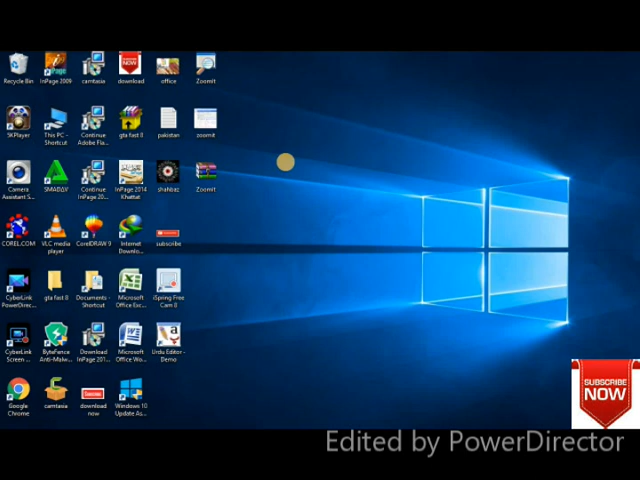 Recycle Bin
InPage 2009
camtasia
download
office
ZoomIt
5KPlayer
This PC - Shortcut
Continue Adobe Fla...
gta fast 8
pakistan
zoomit
Camera Assistant S...
SMADAV
Continue InPage 20...
InPage 2014 Khattat
shahbaz
ZoomIt
COREL.COM
VLC media player
CorelDRAW 9
Internet Downlo...
subscribe
CyberLink PowerDirec...
gta fast 8
Documents - Shortcut
Microsoft Office Exc...
iSpring Free Cam 8
CyberLink Screen ...
ByteFence Anti-Malw...
Download InPage 201...
Microsoft Office Wo...
Urdu Editor - Demo
Google Chrome
camtasia
download now
Windows 10 Update As...
SUBSCRIBE
NOW
Edited by PowerDirector